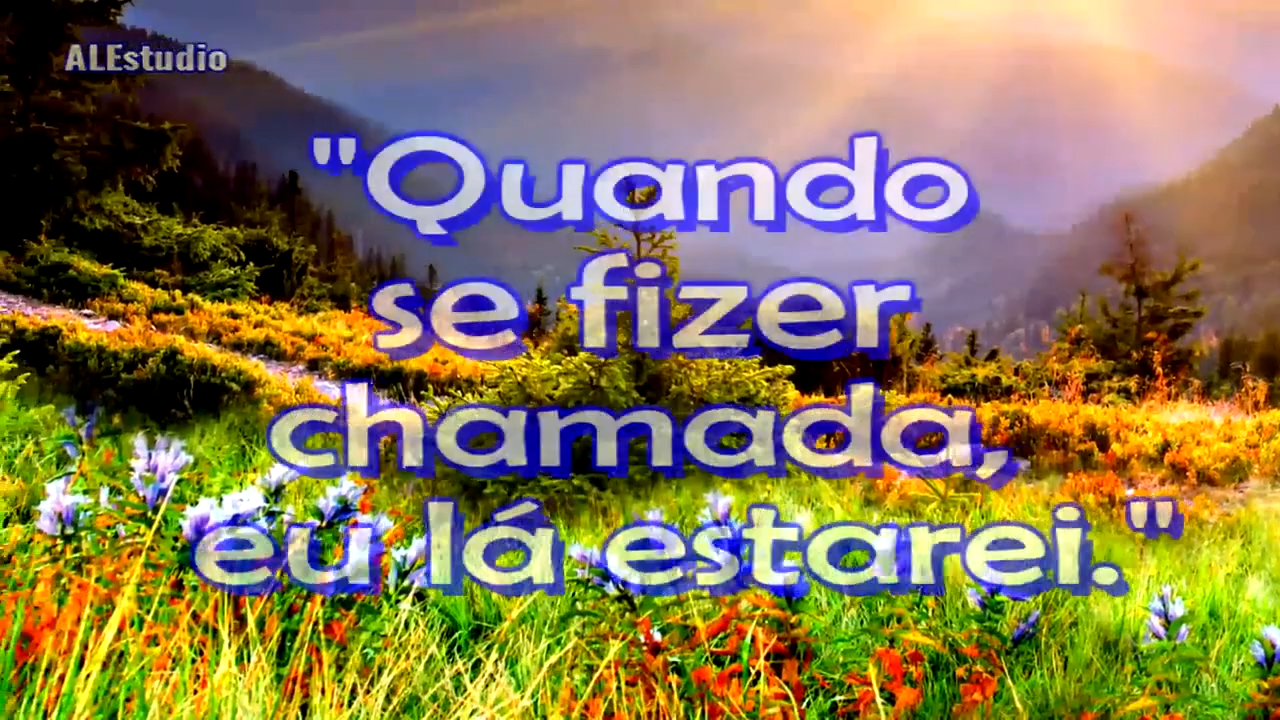 ALEstudio
"Quando
se fizer
chamada,
eu lá estarei."